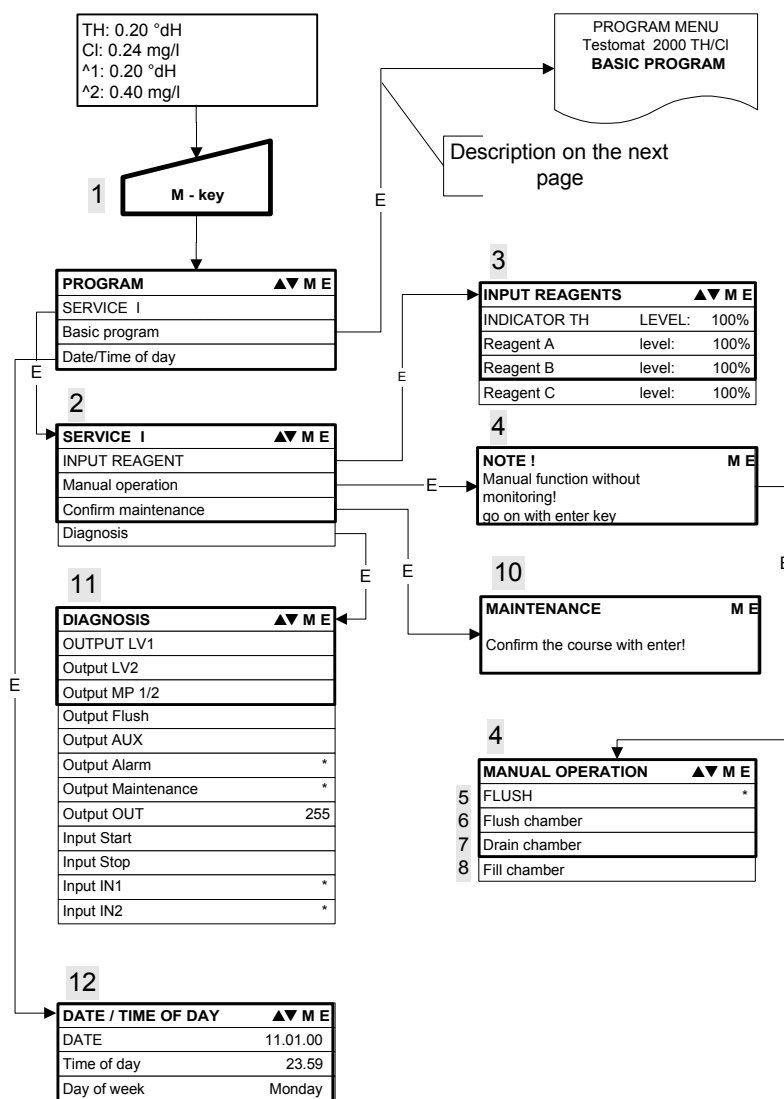 TH: 0.20 °dH
Cl: 0.24 mg/l
^1: 0.20 °dH
^2: 0.40 mg/l
PROGRAM MENU
Testomat 2000 TH/Cl
BASIC PROGRAM
Description on the next
page
1
M - key
E
PROGRAM ▲▼ M E
SERVICE I
Basic program
Date/Time of day
E
3
INPUT REAGENTS ▲▼ M E
INDICATOR TH LEVEL: 100%
Reagent A level: 100%
Reagent B level: 100%
Reagent C level: 100%
E
2
SERVICE I ▲▼ M E
INPUT REAGENT
Manual operation
Confirm maintenance
Diagnosis
E
4
NOTE ! M E
Manual function without
monitoring!
go on with enter key
E
E
E
10
MAINTENANCE M E
Confirm the course with enter!
11
DIAGNOSIS ▲▼ M E
OUTPUT LV1
Output LV2
Output MP 1/2
Output Flush
Output AUX
Output Alarm *
Output Maintenance *
Output OUT 255
Input Start
Input Stop
Input IN1 *
Input IN2 *
E
4
MANUAL OPERATION ▲▼ M E
5 FLUSH *
6 Flush chamber
7 Drain chamber
8 Fill chamber
12
DATE / TIME OF DAY ▲▼ M E
DATE 11.01.00
Time of day 23.59
Day of week Monday